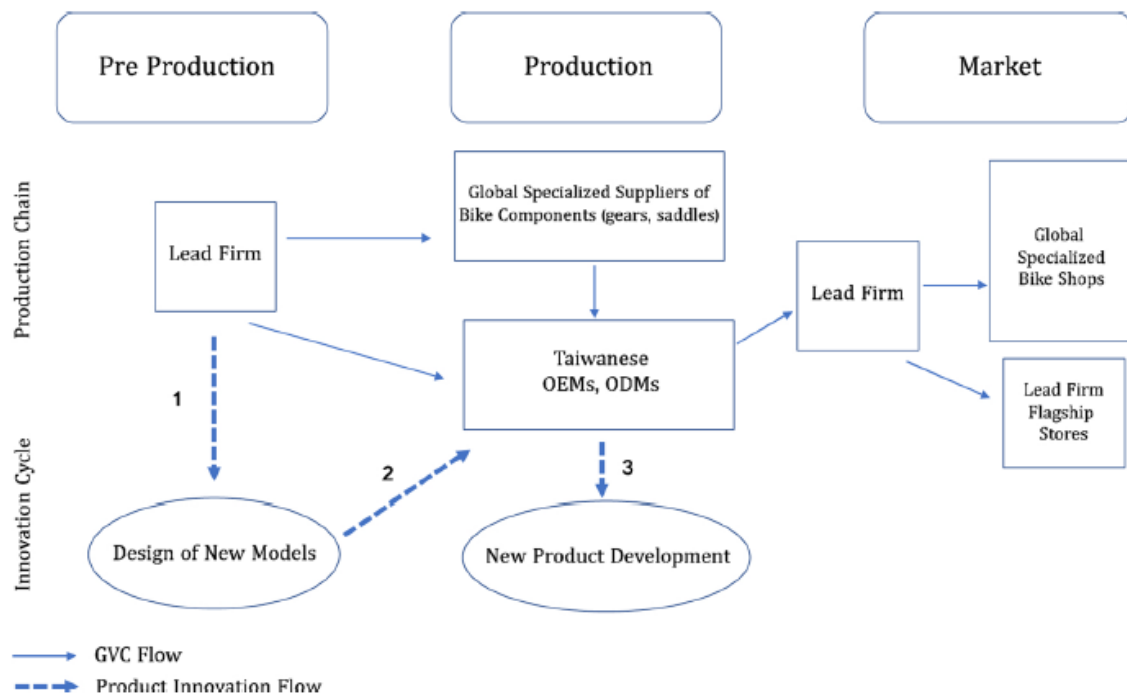 Pre Production
Production
Market
Production Chain
Global Specialized Suppliers of
Bike Components (gears, saddles)
Lead Firm
Lead Firm
Global
Specialized
Bike Shops
Taiwanese
OEMs, ODMs
Lead Firm
Flagship
Stores
1
2
3
Innovation Cycle
Design of New Models
New Product Development
GVC Flow
Product Innovation Flow